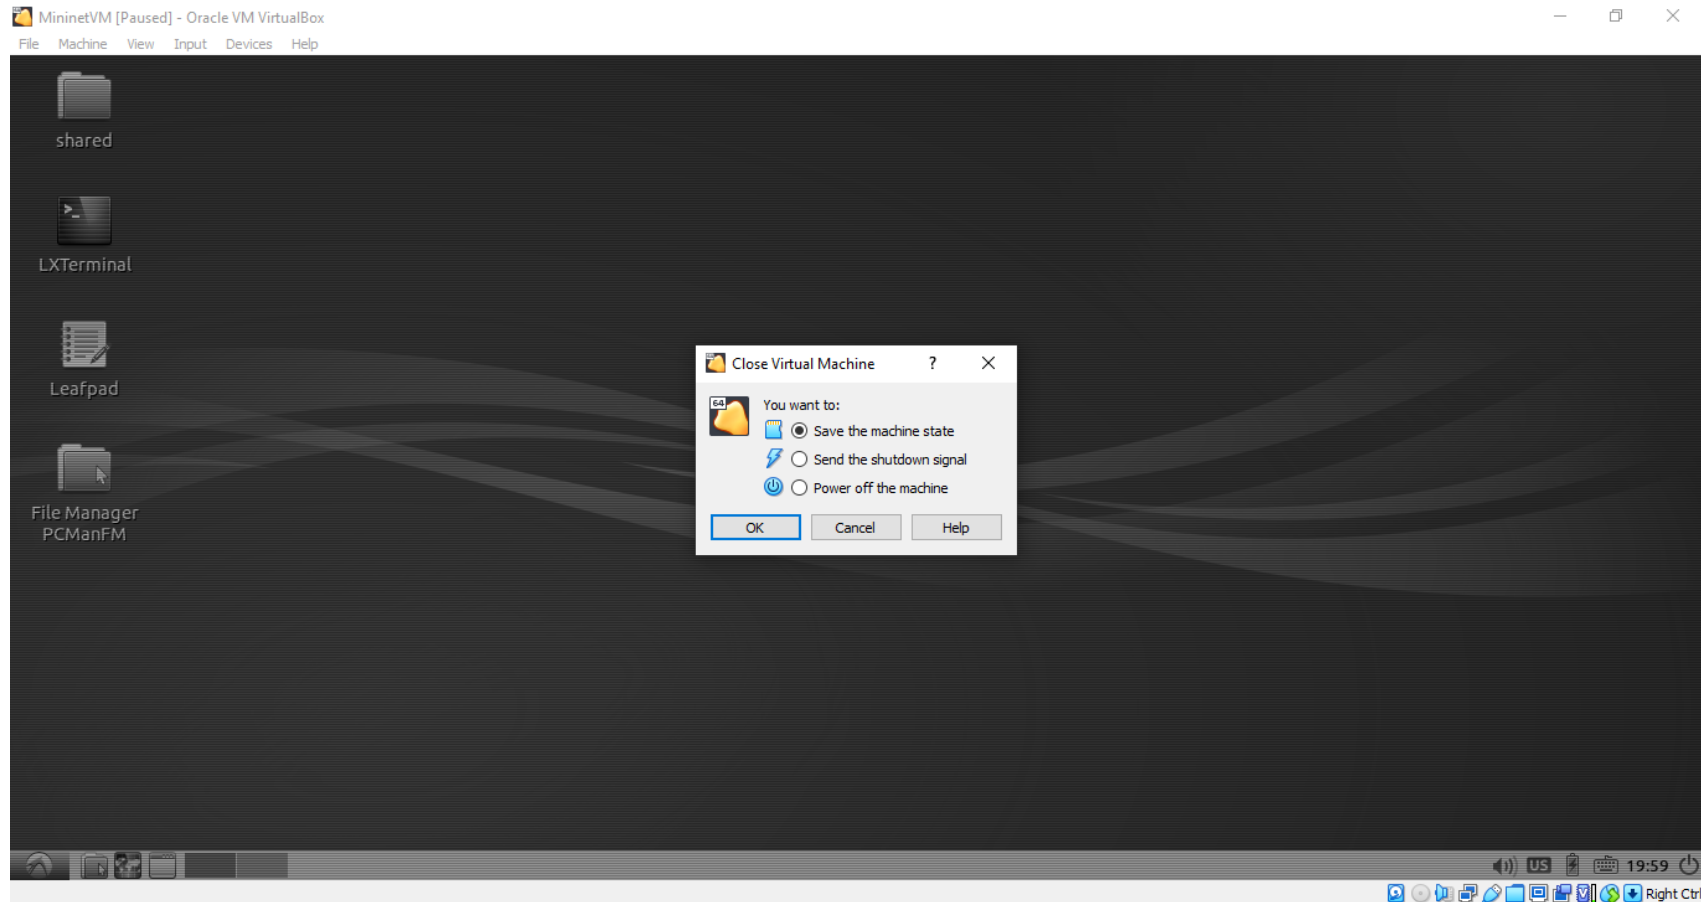 MininetVM [Paused] - Oracle VM VirtualBox
File Machine View Input Devices Help
shared
>_
LXTerminal
Leafpad
File Manager
PCManFM
Close Virtual Machine ?
64
You want to:
Save the machine state
Send the shutdown signal
Power off the machine
OK Cancel Help
US 19:59
Right Ctrl